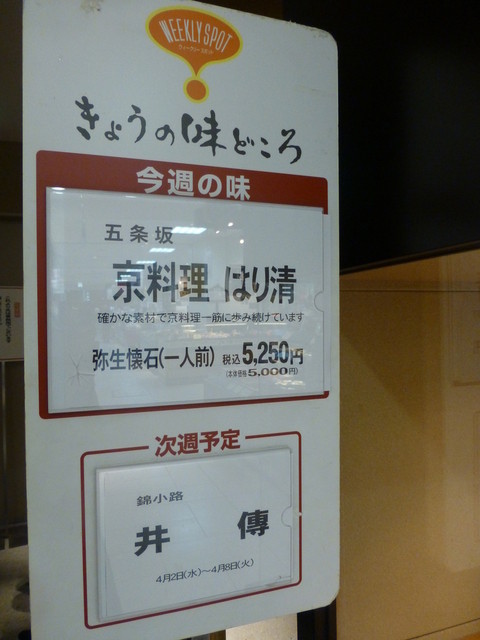 WEEKLY SPOT
ウィークリースポット
きょうの味どころ
今週の味
五条坂
京料理 はり清
確かな素材で京料理一筋に歩み続けています
弥生懐石(一人前) 税込5,250円
(本体価格5,000円)
次週予定
錦小路
井 傳
4月2日(水)〜4月8日(火)